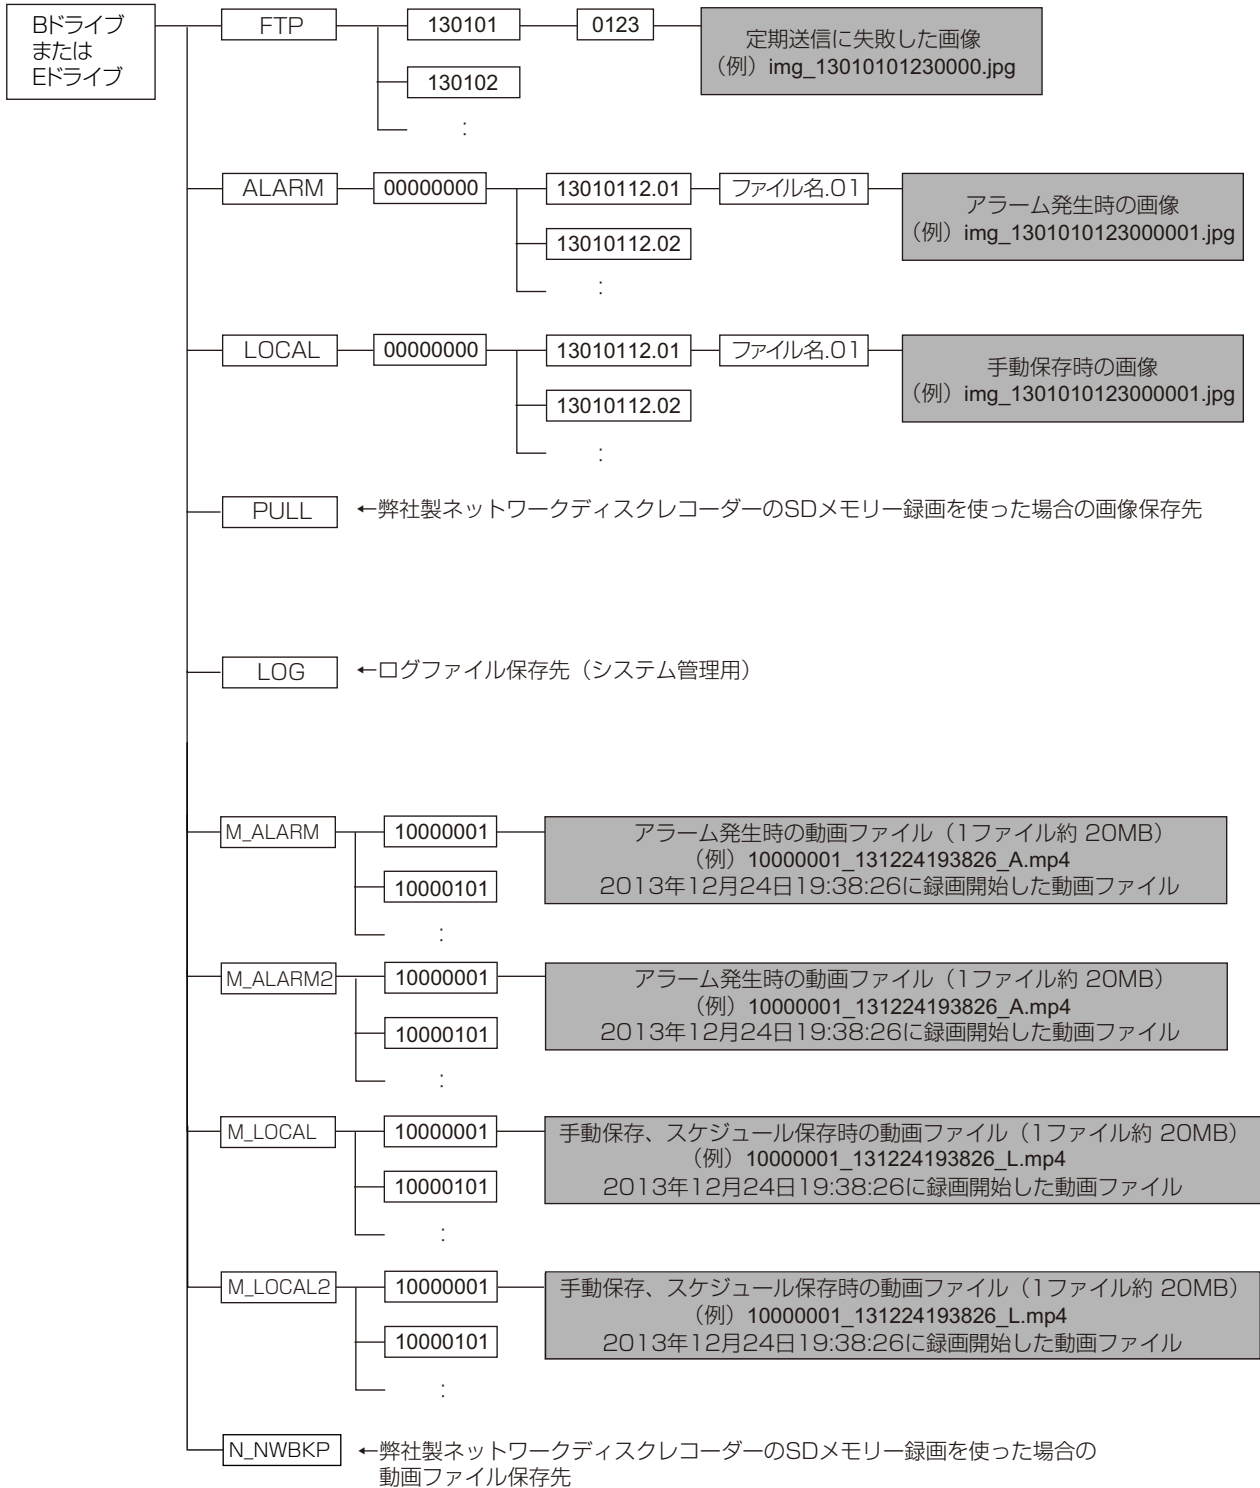 Bドライブ
または
Eドライブ
FTP
130101
0123
定期送信に失敗した画像
（例）img_13010101230000.jpg
130102
:
ALARM
00000000
13010112.01
ファイル名.01
アラーム発生時の画像
（例）img_1301010123000001.jpg
13010112.02
:
LOCAL
00000000
13010112.01
ファイル名.01
手動保存時の画像
（例）img_1301010123000001.jpg
13010112.02
:
PULL
←弊社製ネットワークディスクレコーダーのSDメモリー録画を使った場合の画像保存先
LOG
←ログファイル保存先（システム管理用）
M_ALARM
10000001
アラーム発生時の動画ファイル（1ファイル約 20MB）
（例）10000001_131224193826_A.mp4
2013年12月24日19:38:26に録画開始した動画ファイル
10000101
:
M_ALARM2
10000001
アラーム発生時の動画ファイル（1ファイル約 20MB）
（例）10000001_131224193826_A.mp4
2013年12月24日19:38:26に録画開始した動画ファイル
10000101
:
M_LOCAL
10000001
手動保存、スケジュール保存時の動画ファイル（1ファイル約 20MB）
（例）10000001_131224193826_L.mp4
2013年12月24日19:38:26に録画開始した動画ファイル
10000101
:
M_LOCAL2
10000001
手動保存、スケジュール保存時の動画ファイル（1ファイル約 20MB）
（例）10000001_131224193826_L.mp4
2013年12月24日19:38:26に録画開始した動画ファイル
10000101
:
N_NWBKP
←弊社製ネットワークディスクレコーダーのSDメモリー録画を使った場合の
動画ファイル保存先